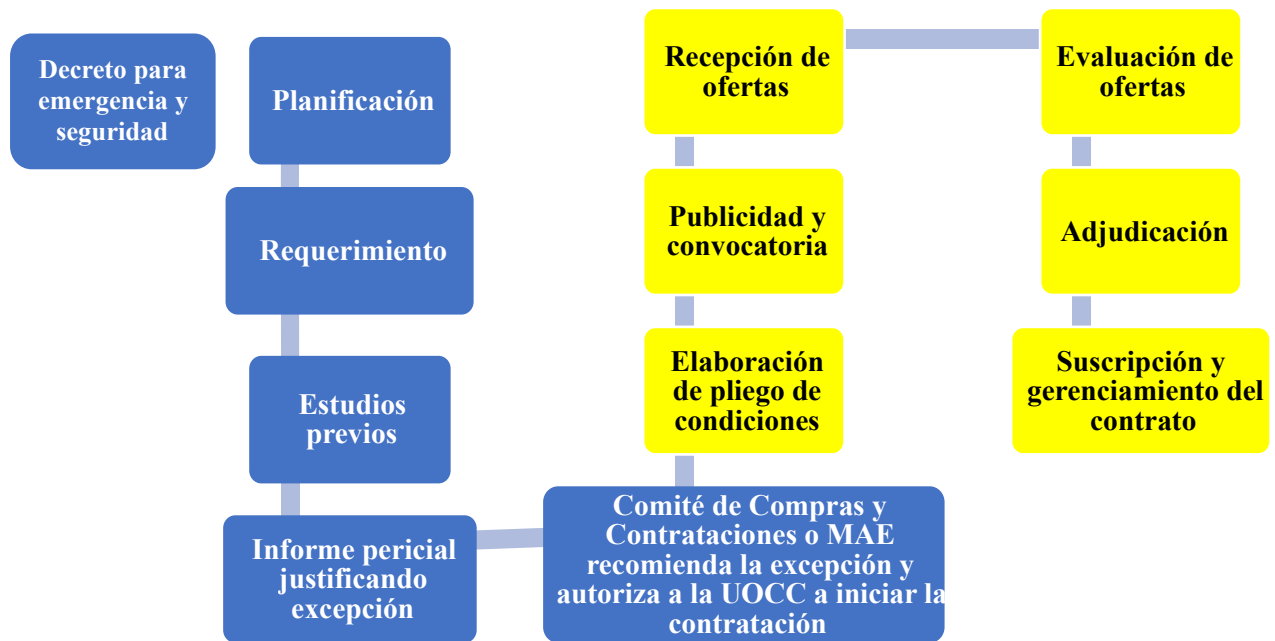 Decreto para
emergencia y
seguridad
Planificación
Requerimiento
Estudios
previos
Informe pericial
justificando
excepción
Comité de Compras y
Contrataciones o MAE
recomienda la excepción y
autoriza a la UOCC a iniciar la
contratación
Elaboración
de pliego de
condiciones
Publicidad y
convocatoria
Recepción de
ofertas
Evaluación de
ofertas
Adjudicación
Suscripción y
gerenciamiento del
contrato